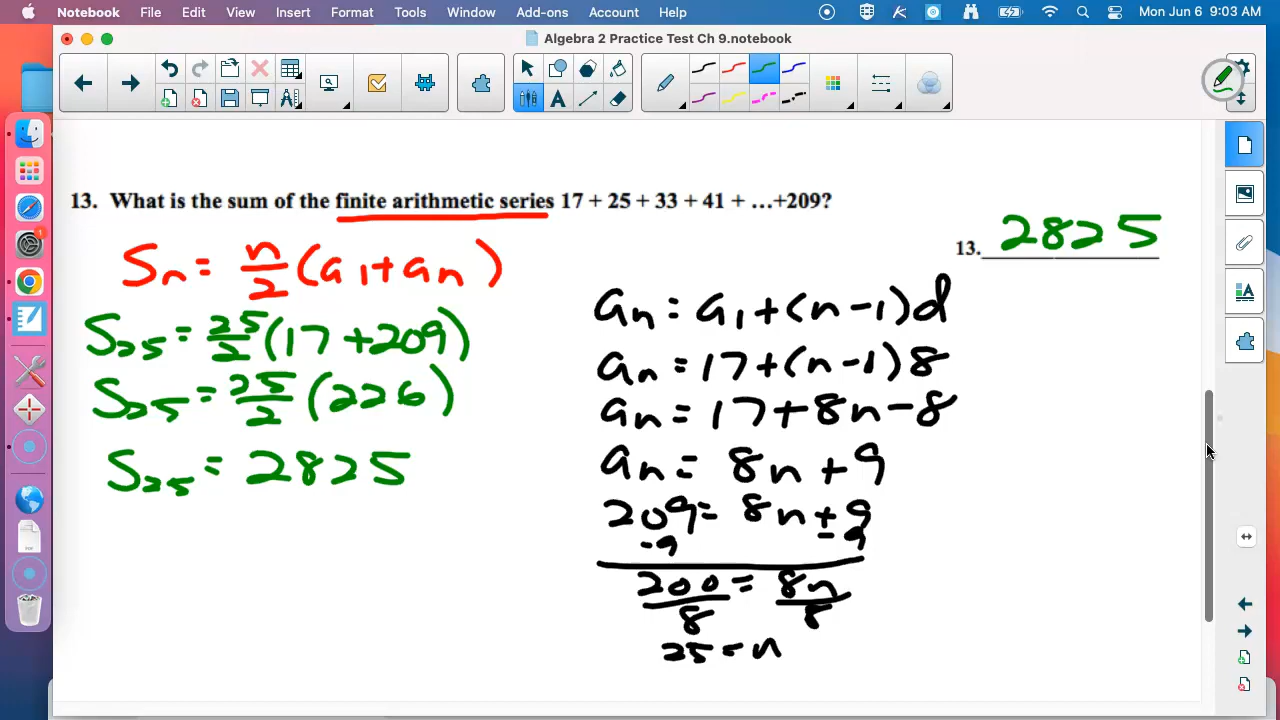 Notebook File Edit View Insert Format Tools Window Add-ons Account Help Mon Jun 6 9:03 AM
Algebra 2 Practice Test Ch 9.notebook
13. What is the sum of the finite arithmetic series 17 + 25 + 33 + 41 + …+209?
13. 2825
Sn = n/2 (a1+an)
S25 = 25/2 (17+209)
S25 = 25/2 (226)
S25 = 2825
an = a1+(n-1)d
an = 17+(n-1)8
an = 17+8n-8
an = 8n+9
209 = 8n+9
-9 -9
200/8 = 8n/8
25=n